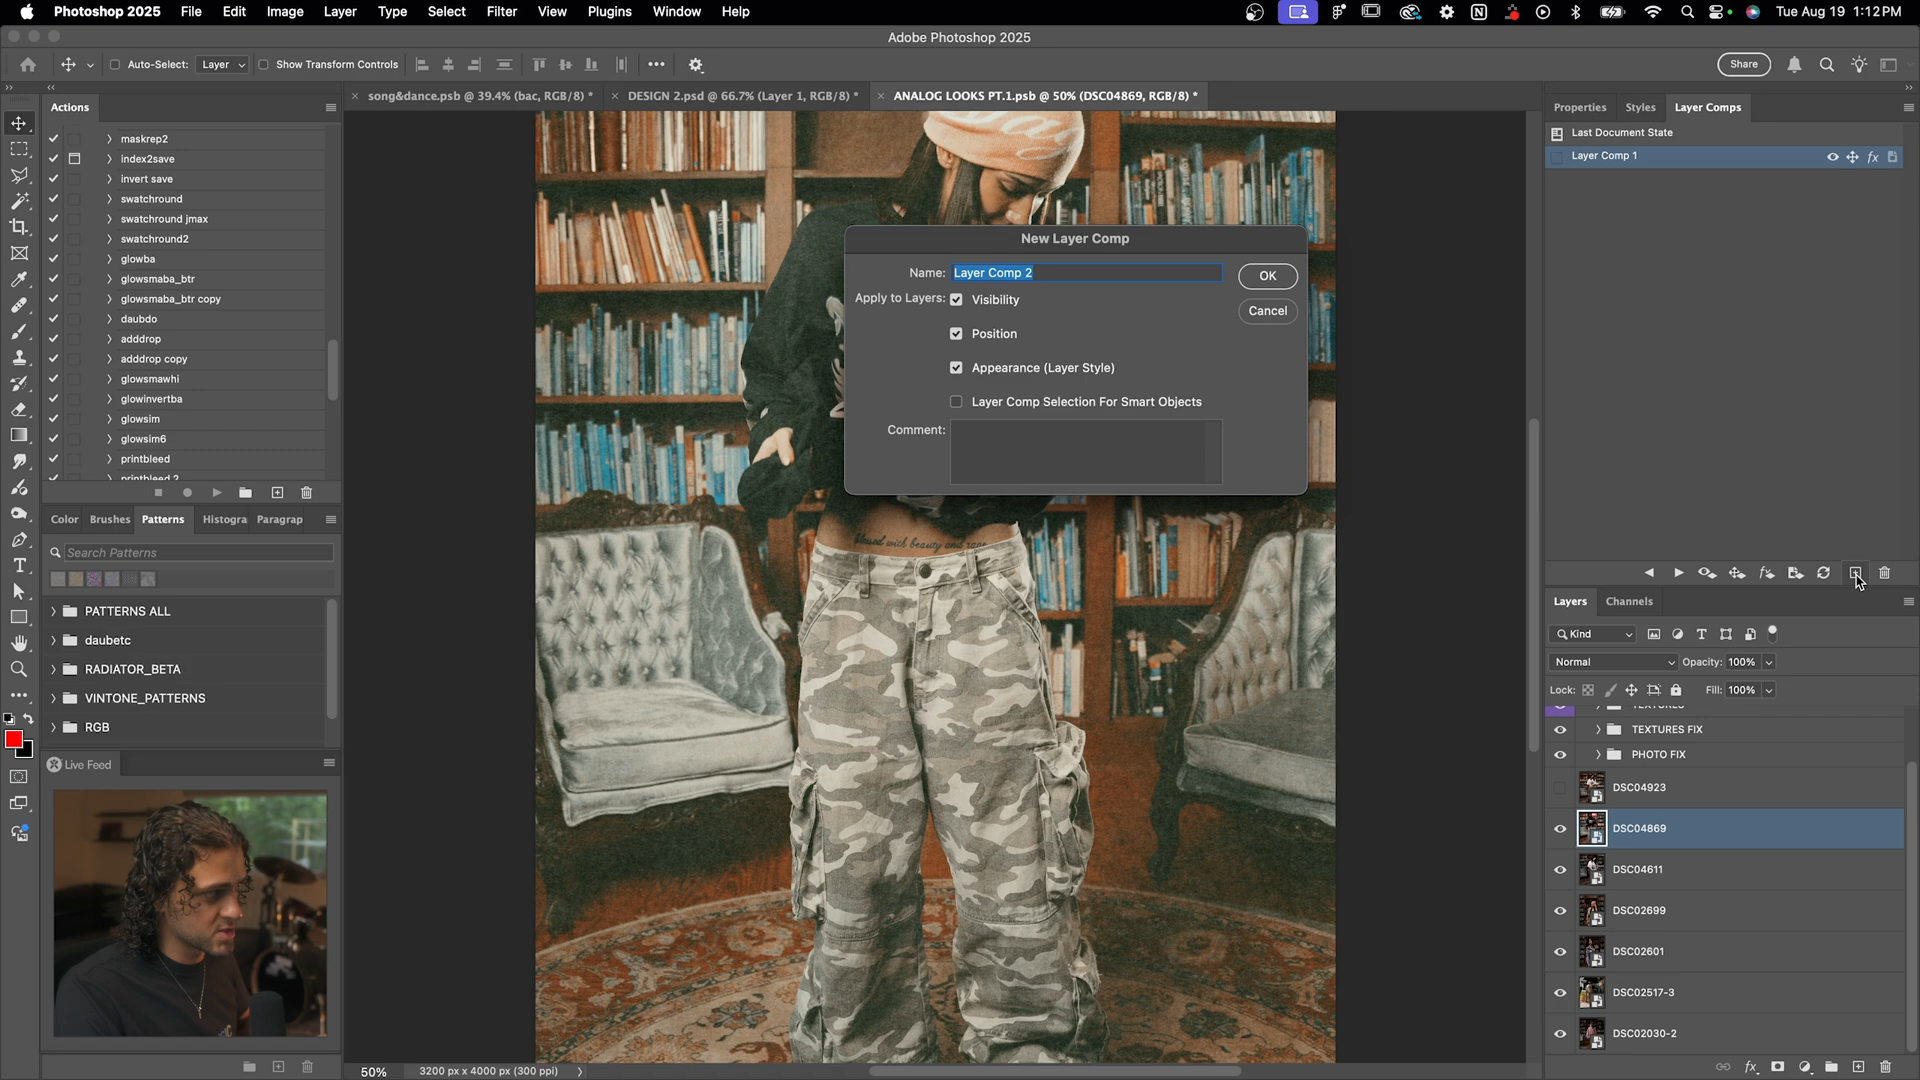 Photoshop 2025 File Edit Image Layer Type Select Filter View Plugins Window Help
Tue Aug 19 1:12 PM
Adobe Photoshop 2025
Auto-Select: Layer Show Transform Controls
Share
Actions
song&dance.psb @ 39.4% (bac, RGB/8) *
DESIGN 2.psd @ 66.7% (Layer 1, RGB/8) *
ANALOG LOOKS PT.1.psb @ 50% (DSC04869, RGB/8) *
Properties Styles Layer Comps
Last Document State
Layer Comp 1
maskrep2
index2save
invert save
swatchround
swatchround jmax
swatchround2
glowba
glowsmaba_btr
glowsmaba_btr copy
daubdo
adddrop
adddrop copy
glowsmawhi
glowinvertba
glowsim
glowsim6
printbleed
printbleed 2
New Layer Comp
Name: Layer Comp 2
OK
Apply to Layers: Visibility
Cancel
Position
Appearance (Layer Style)
Layer Comp Selection For Smart Objects
Comment:
blessed with beauty and rage
Color Brushes Patterns Histogra Paragrap
Search Patterns
PATTERNS ALL
daubetc
RADIATOR_BETA
VINTONE_PATTERNS
RGB
Live Feed
Layers Channels
Kind
Normal Opacity: 100%
Lock: Fill: 100%
TEXTURES
TEXTURES FIX
PHOTO FIX
DSC04923
DSC04869
DSC04611
DSC02699
DSC02601
DSC02517-3
DSC02030-2
50% 3200 px x 4000 px (300 ppi)